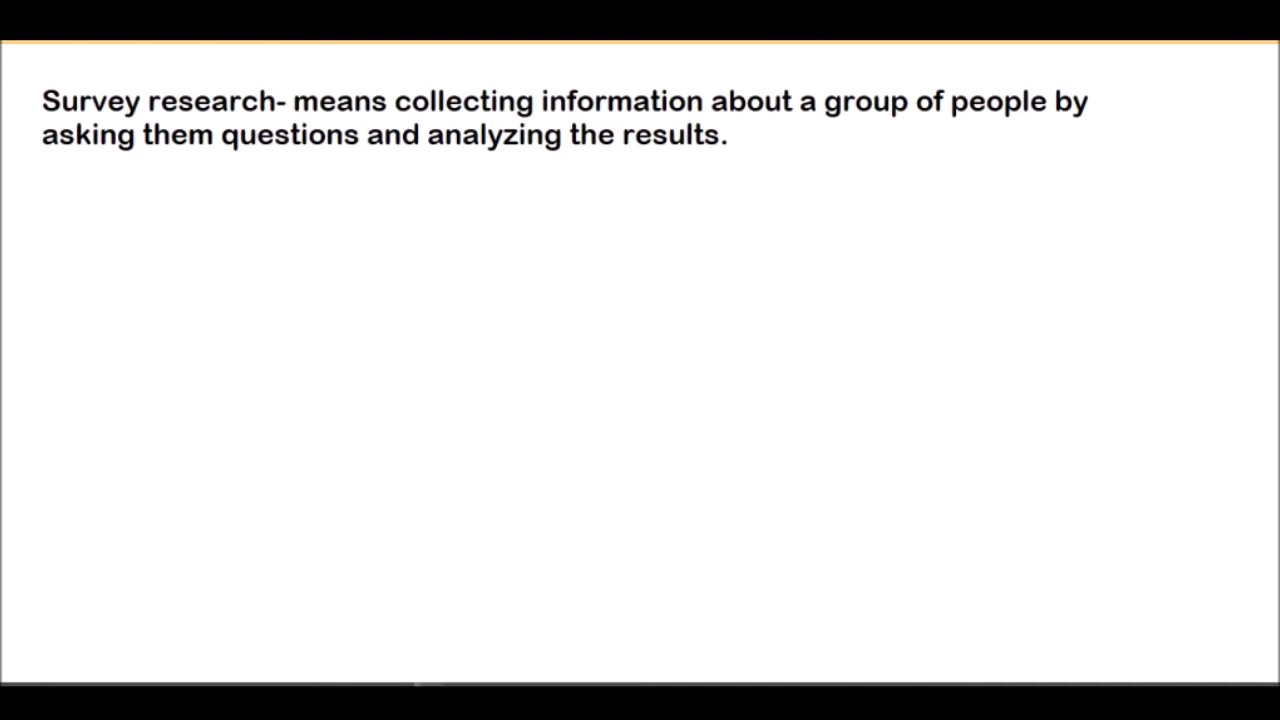 Survey research- means collecting information about a group of people by
asking them questions and analyzing the results.